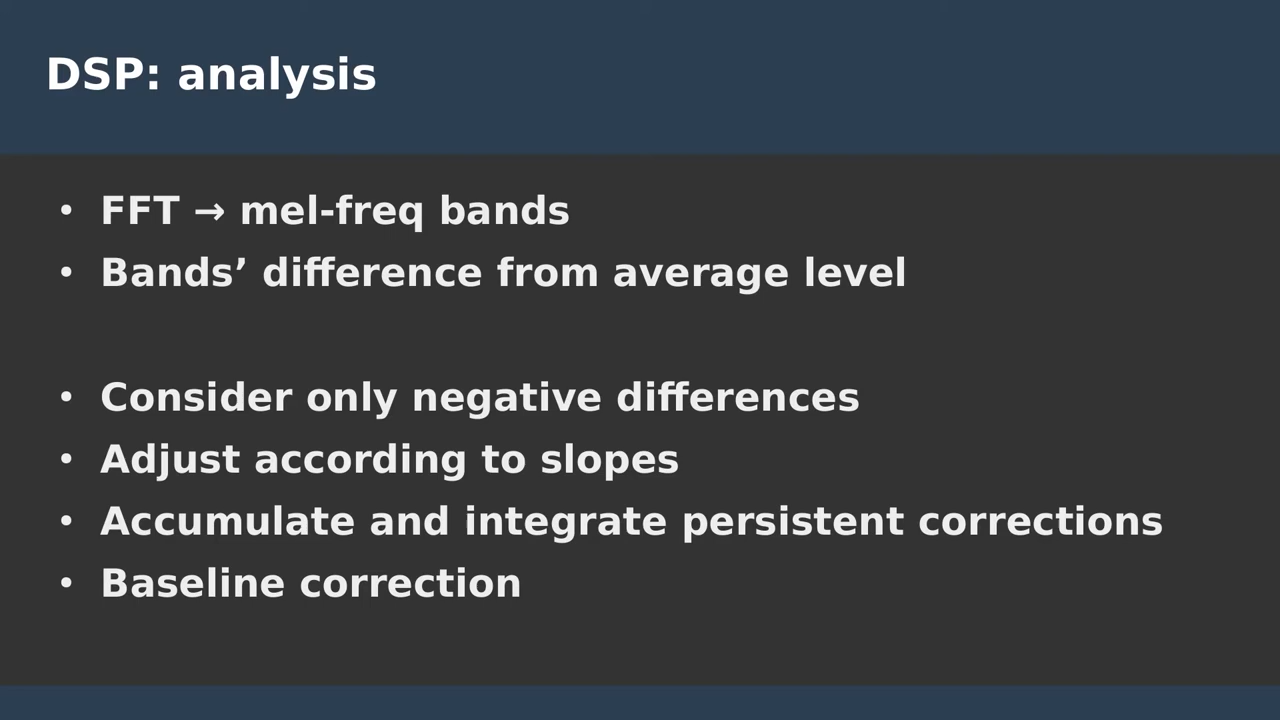 DSP: analysis
• FFT → mel-freq bands
• Bands’ difference from average level
• Consider only negative differences
• Adjust according to slopes
• Accumulate and integrate persistent corrections
• Baseline correction